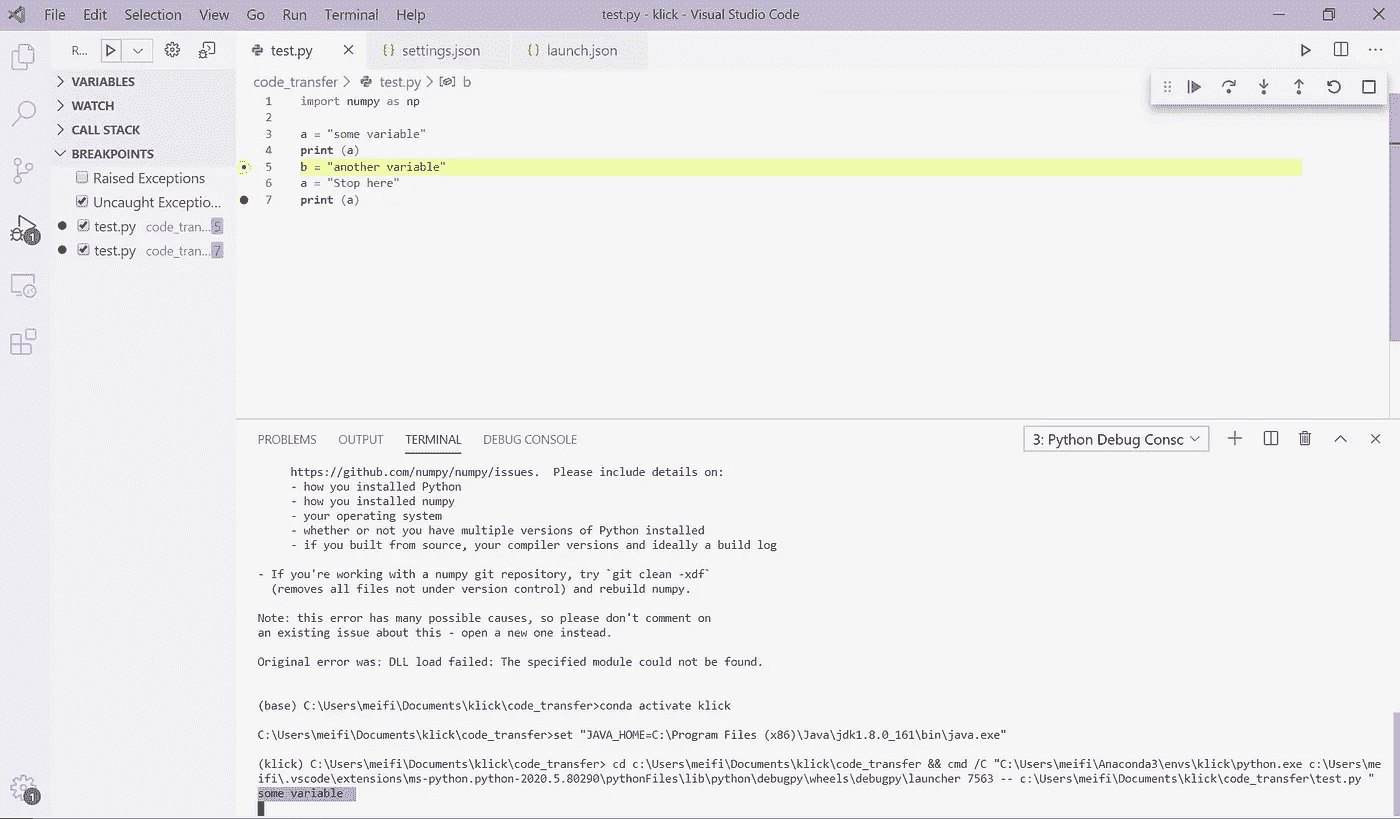 File Edit Selection View Go Run Terminal Help test.py - klick - Visual Studio Code
R...
test.py settings.json launch.json
VARIABLES
WATCH
CALL STACK
BREAKPOINTS
Raised Exceptions
Uncaught Exceptio...
test.py code_tran... 5
test.py code_tran... 7
1
1
code_transfer > test.py > b
1 import numpy as np
2
3 a = "some variable"
4 print (a)
5 b = "another variable"
6 a = "Stop here"
7 print (a)
PROBLEMS OUTPUT TERMINAL DEBUG CONSOLE 3: Python Debug Consc
https://github.com/numpy/numpy/issues. Please include details on:
- how you installed Python
- how you installed numpy
- your operating system
- whether or not you have multiple versions of Python installed
- if you built from source, your compiler versions and ideally a build log
- If you're working with a numpy git repository, try `git clean -xdf`
(removes all files not under version control) and rebuild numpy.
Note: this error has many possible causes, so please don't comment on
an existing issue about this - open a new one instead.
Original error was: DLL load failed: The specified module could not be found.
(base) C:\Users\meifi\Documents\klick\code_transfer>conda activate klick
C:\Users\meifi\Documents\klick\code_transfer>set "JAVA_HOME=C:\Program Files (x86)\Java\jdk1.8.0_161\bin\java.exe"
(klick) C:\Users\meifi\Documents\klick\code_transfer> cd c:\Users\meifi\Documents\klick\code_transfer && cmd /C "C:\Users\meifi\Anaconda3\envs\klick\python.exe c:\Users\me
ifi\.vscode\extensions\ms-python.python-2020.5.80290\pythonFiles\lib\python\debugpy\wheels\debugpy\launcher 7563 -- c:\Users\meifi\Documents\klick\code_transfer\test.py "
some variable